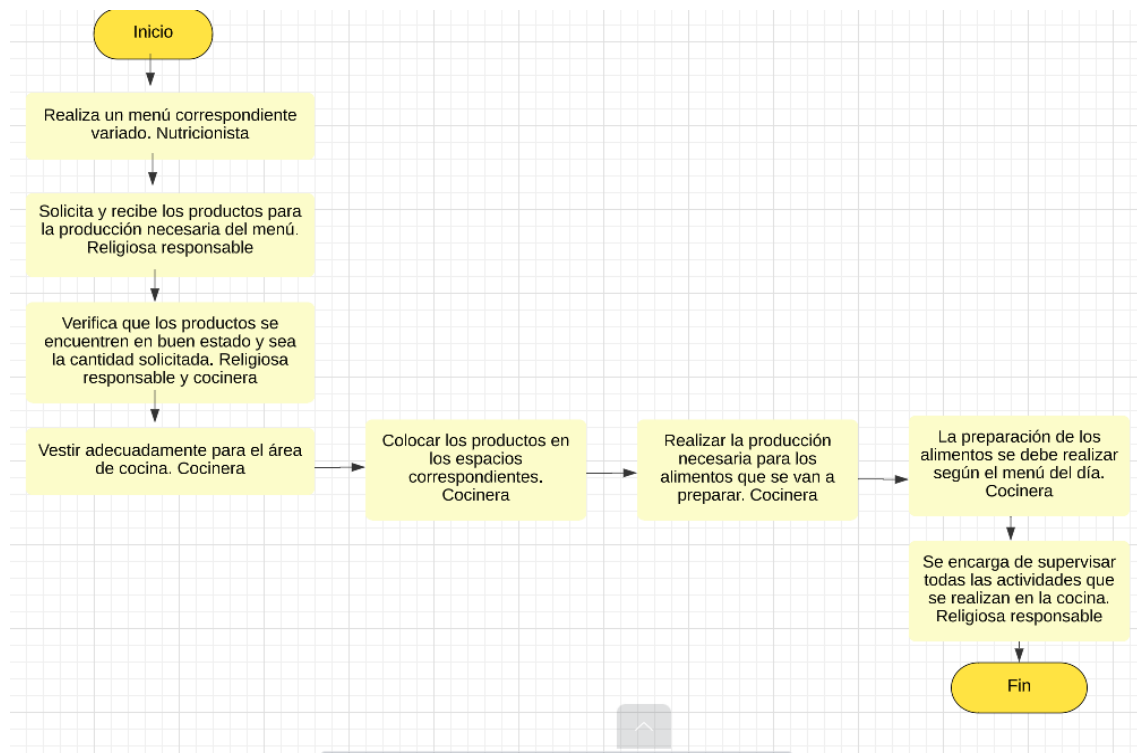 Inicio
Realiza un menú correspondiente
variado. Nutricionista
Solicita y recibe los productos para
la producción necesaria del menú.
Religiosa responsable
Verifica que los productos se
encuentren en buen estado y sea
la cantidad solicitada. Religiosa
responsable y cocinera
Vestir adecuadamente para el área
de cocina. Cocinera
Colocar los productos en
los espacios
correspondientes.
Cocinera
Realizar la producción
necesaria para los
alimentos que se van a
preparar. Cocinera
La preparación de los
alimentos se debe realizar
según el menú del día.
Cocinera
Se encarga de supervisar
todas las actividades que
se realizan en la cocina.
Religiosa responsable
Fin